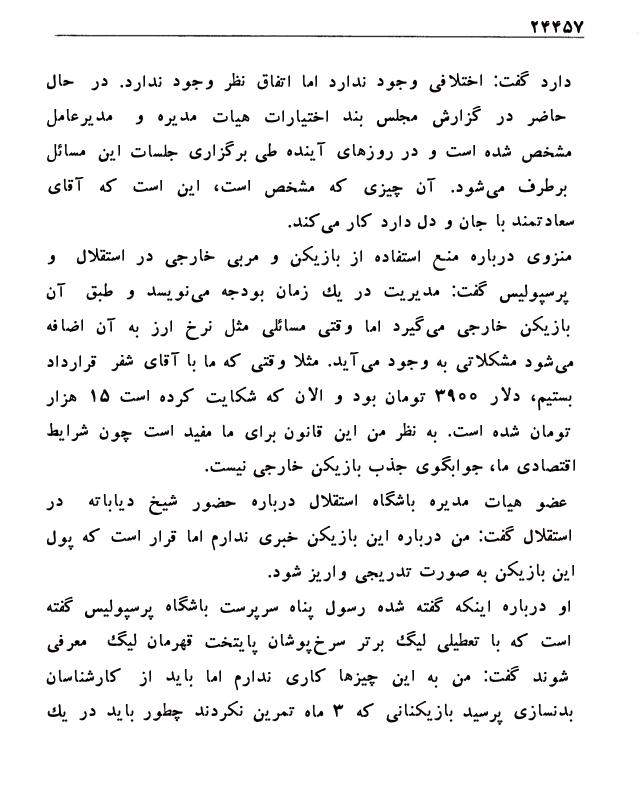 ۲۴۴۵۷
دارد گفت: اختلافی وجود ندارد اما اتفاق نظر وجود ندارد. در حال
حاضر در گزارش مجلس بند اختیارات هیات مدیره و مدیرعامل
مشخص شده است و در روزهای آینده طی برگزاری جلسات این مسائل
برطرف می‌شود. آن چیزی که مشخص است، این است که آقای
سعادتمند با جان و دل دارد کار می‌کند.
منزوی درباره منع استفاده از بازیکن و مربی خارجی در استقلال و
پرسپولیس گفت: مدیریت در یك زمان بودجه می‌نویسد و طبق آن
بازیکن خارجی می‌گیرد اما وقتی مسائلی مثل نرخ ارز به آن اضافه
می‌شود مشکلاتی به وجود می‌آید. مثلا وقتی که ما با آقای شفر قرارداد
بستیم، دلار ۳۹۰۰ تومان بود و الان که شکایت کرده است ۱۵ هزار
تومان شده است. به نظر من این قانون برای ما مفید است چون شرایط
اقتصادی ما، جوابگوی جذب بازیکن خارجی نیست.
عضو هیات مدیره باشگاه استقلال درباره حضور شیخ دیاباته در
استقلال گفت: من درباره این بازیکن خبری ندارم اما قرار است که پول
این بازیکن به صورت تدریجی واریز شود.
او درباره اینکه گفته شده رسول پناه سرپرست باشگاه پرسپولیس گفته
است که با تعطیلی لیگ برتر سرخ‌پوشان پایتخت قهرمان لیگ معرفی
شوند گفت: من به این چیزها کاری ندارم اما باید از کارشناسان
بدنسازی پرسید بازیکنانی که ۳ ماه تمرین نکردند چطور باید در یك